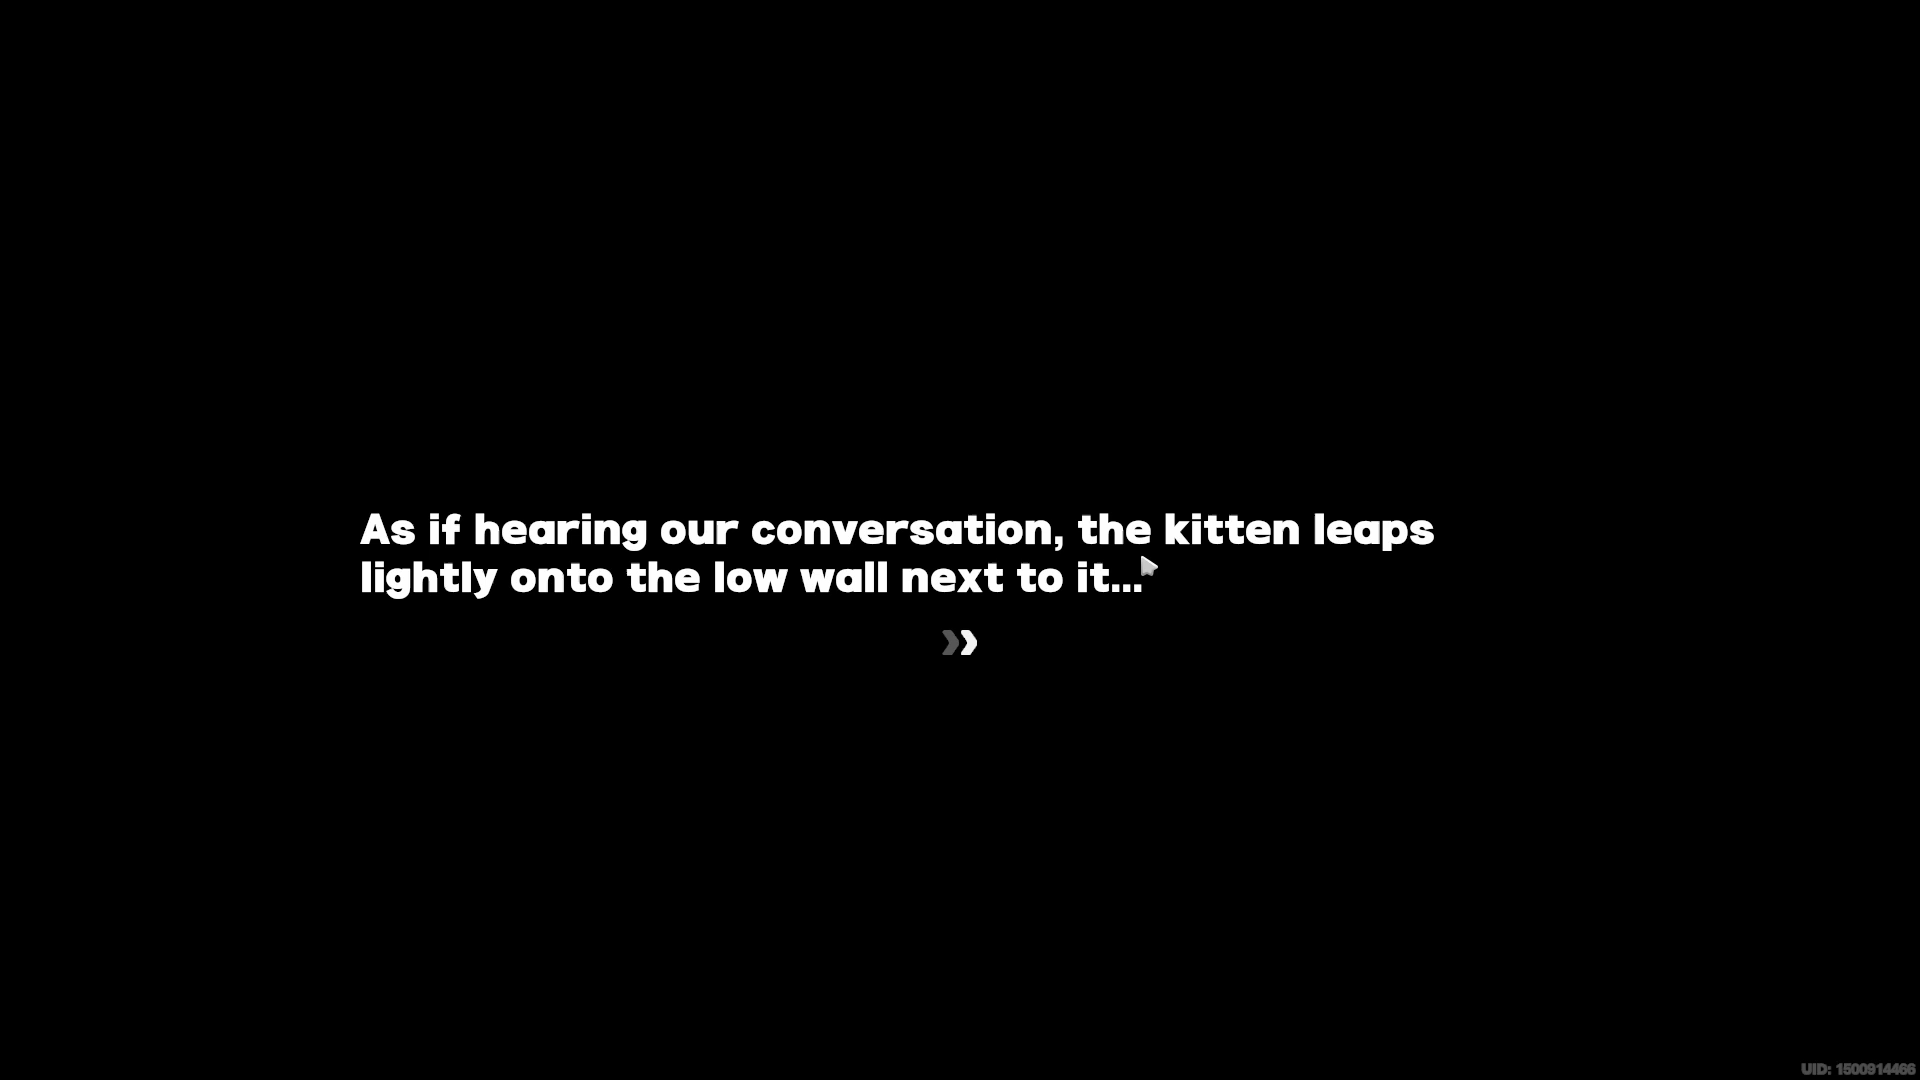 As if hearing our conversation, the kitten leaps
lightly onto the low wall next to it...
UID: 1500914466